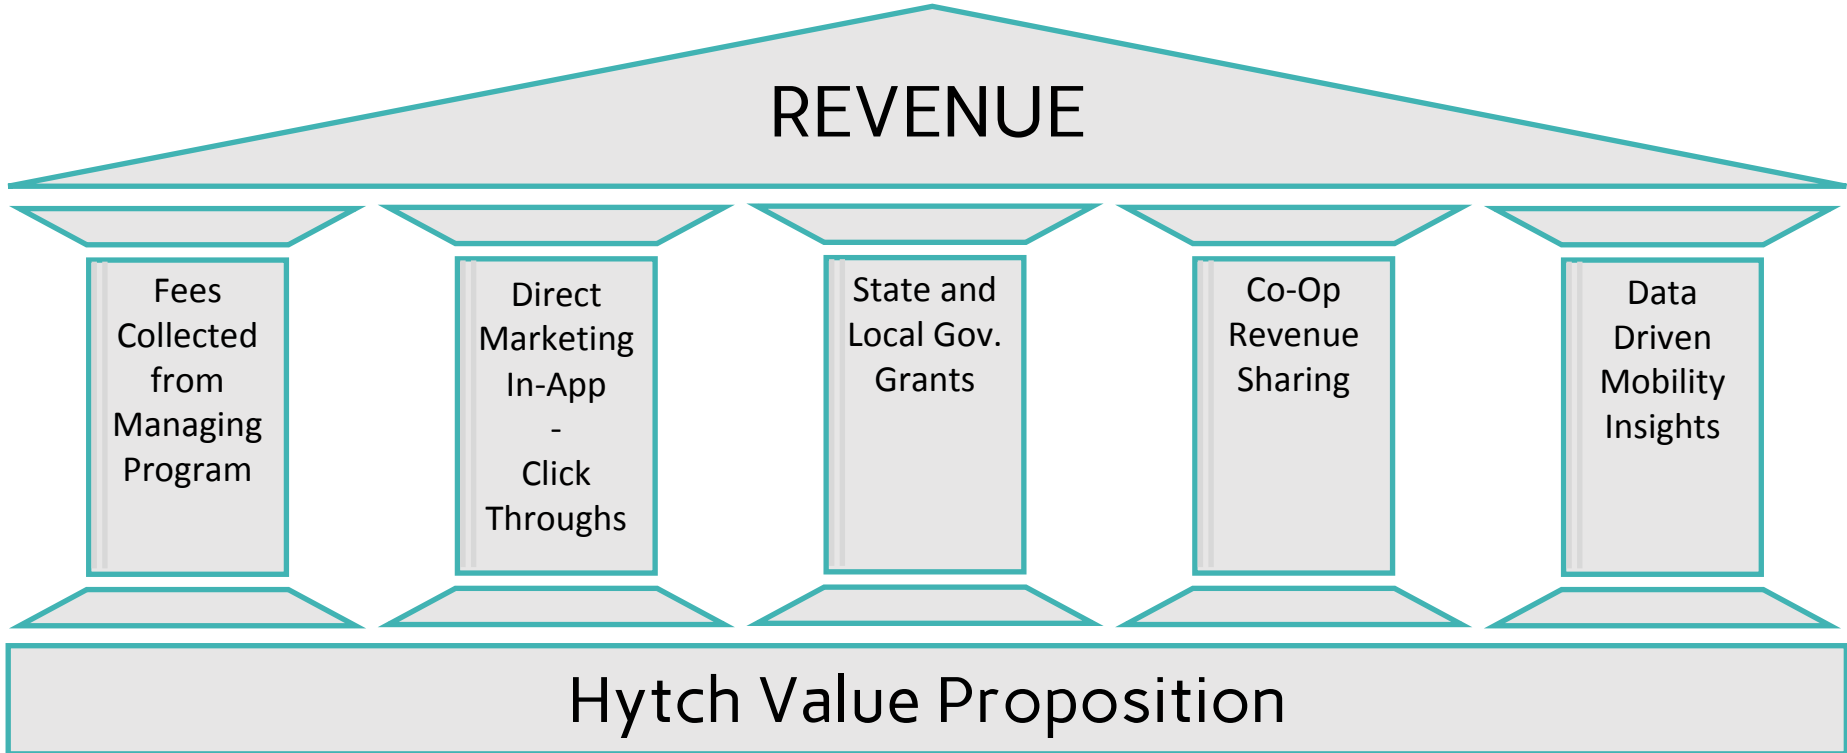 REVENUE
Fees
Collected
from
Managing
Program
Direct
Marketing
In-App
-
Click
Throughs
State and
Local Gov.
Grants
Co-Op
Revenue
Sharing
Data
Driven
Mobility
Insights
Hytch Value Proposition